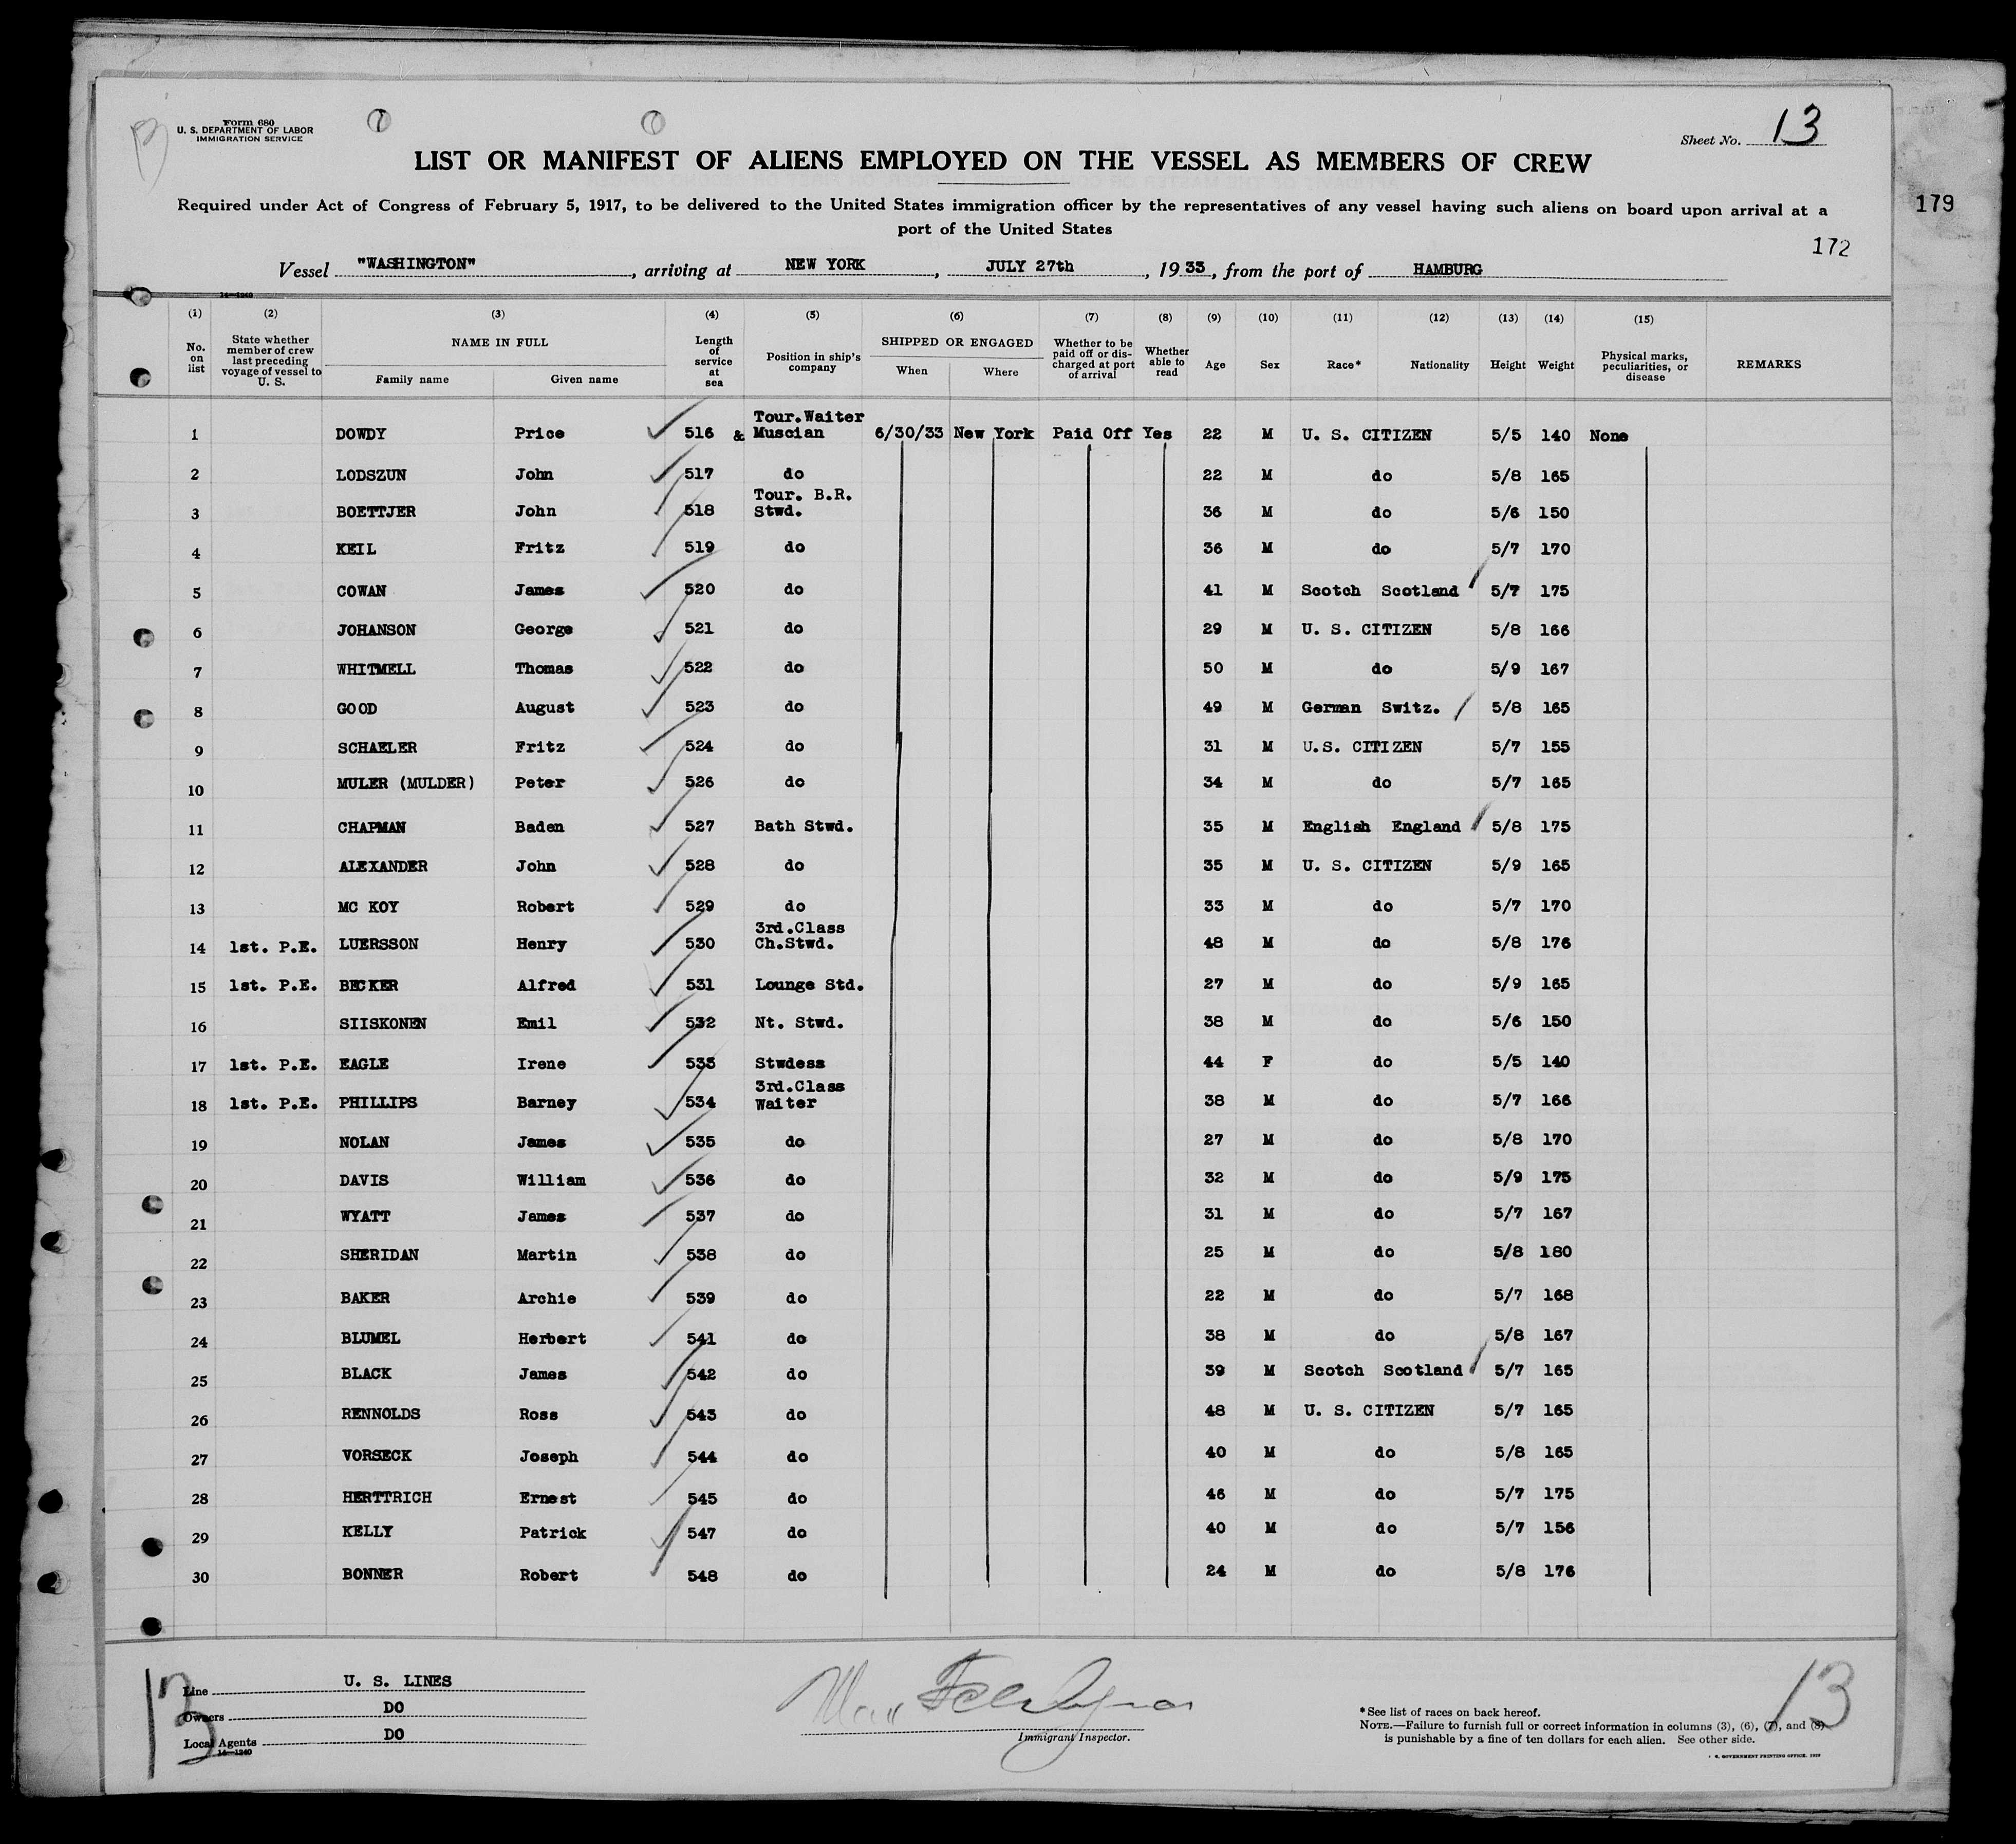 Form 680
U. S. DEPARTMENT OF LABOR
IMMIGRATION SERVICE
Sheet No. 13
LIST OR MANIFEST OF ALIENS EMPLOYED ON THE VESSEL AS MEMBERS OF CREW
Required under Act of Congress of February 5, 1917, to be delivered to the United States immigration officer by the representatives of any vessel having such aliens on board upon arrival at a
port of the United States
179
172
Vessel "WASHINGTON", arriving at NEW YORK, JULY 27th, 1933, from the port of HAMBURG
14—1240
(1) (2) (3) (4) (5) (6) (7) (8) (9) (10) (11) (12) (13) (14) (15)
No. on list State whether member of crew last preceding voyage of vessel to U. S. NAME IN FULL Family name Given name Length of service at sea Position in ship's company SHIPPED OR ENGAGED When Where Whether to be paid off or discharged at port of arrival Whether able to read Age Sex Race* Nationality Height Weight Physical marks, peculiarities, or disease REMARKS
1 DOWDY Price 516 & Tour.Waiter Muscian 6/30/33 New York Paid Off Yes 22 M U. S. CITIZEN 5/5 140 None
2 LODSZUN John 517 do 22 M do 5/8 165
3 BOETTJER John 518 Tour. B.R. Stwd. 36 M do 5/6 150
4 KEIL Fritz 519 do 36 M do 5/7 170
5 COWAN James 520 do 41 M Scotch Scotland 5/7 175
6 JOHANSON George 521 do 29 M U. S. CITIZEN 5/8 166
7 WHITMELL Thomas 522 do 50 M do 5/9 167
8 GOOD August 523 do 49 M German Switz. 5/8 165
9 SCHAELER Fritz 524 do 31 M U.S. CITIZEN 5/7 155
10 MULER (MULDER) Peter 526 do 34 M do 5/7 165
11 CHAPMAN Baden 527 Bath Stwd. 35 M English England 5/8 175
12 ALEXANDER John 528 do 35 M U. S. CITIZEN 5/9 165
13 MC KOY Robert 529 do 33 M do 5/7 170
14 1st. P.E. LUERSSON Henry 530 3rd.Class Ch.Stwd. 48 M do 5/8 176
15 1st. P.E. BECKER Alfred 531 Lounge Std. 27 M do 5/9 165
16 SIISKONEN Emil 532 Nt. Stwd. 38 M do 5/6 150
17 1st. P.E. EAGLE Irene 533 Stwdess 44 F do 5/5 140
18 1st. P.E. PHILLIPS Barney 534 3rd.Class Waiter 38 M do 5/7 166
19 NOLAN James 535 do 27 M do 5/8 170
20 DAVIS William 536 do 32 M do 5/9 175
21 WYATT James 537 do 31 M do 5/7 167
22 SHERIDAN Martin 538 do 25 M do 5/8 180
23 BAKER Archie 539 do 22 M do 5/7 168
24 BLUMEL Herbert 541 do 38 M do 5/8 167
25 BLACK James 542 do 39 M Scotch Scotland 5/7 165
26 RENNOLDS Ross 543 do 48 M U. S. CITIZEN 5/7 165
27 VORSECK Joseph 544 do 40 M do 5/8 165
28 HERTTRICH Ernest 545 do 46 M do 5/7 175
29 KELLY Patrick 547 do 40 M do 5/7 156
30 BONNER Robert 548 do 24 M do 5/8 176
13
Line U. S. LINES
Owners DO
Local Agents DO
14—1240
Immigrant Inspector.
13
*See list of races on back hereof.
NOTE.—Failure to furnish full or correct information in columns (3), (6), (7), and (8)
is punishable by a fine of ten dollars for each alien. See other side.
U. S. GOVERNMENT PRINTING OFFICE: 1929